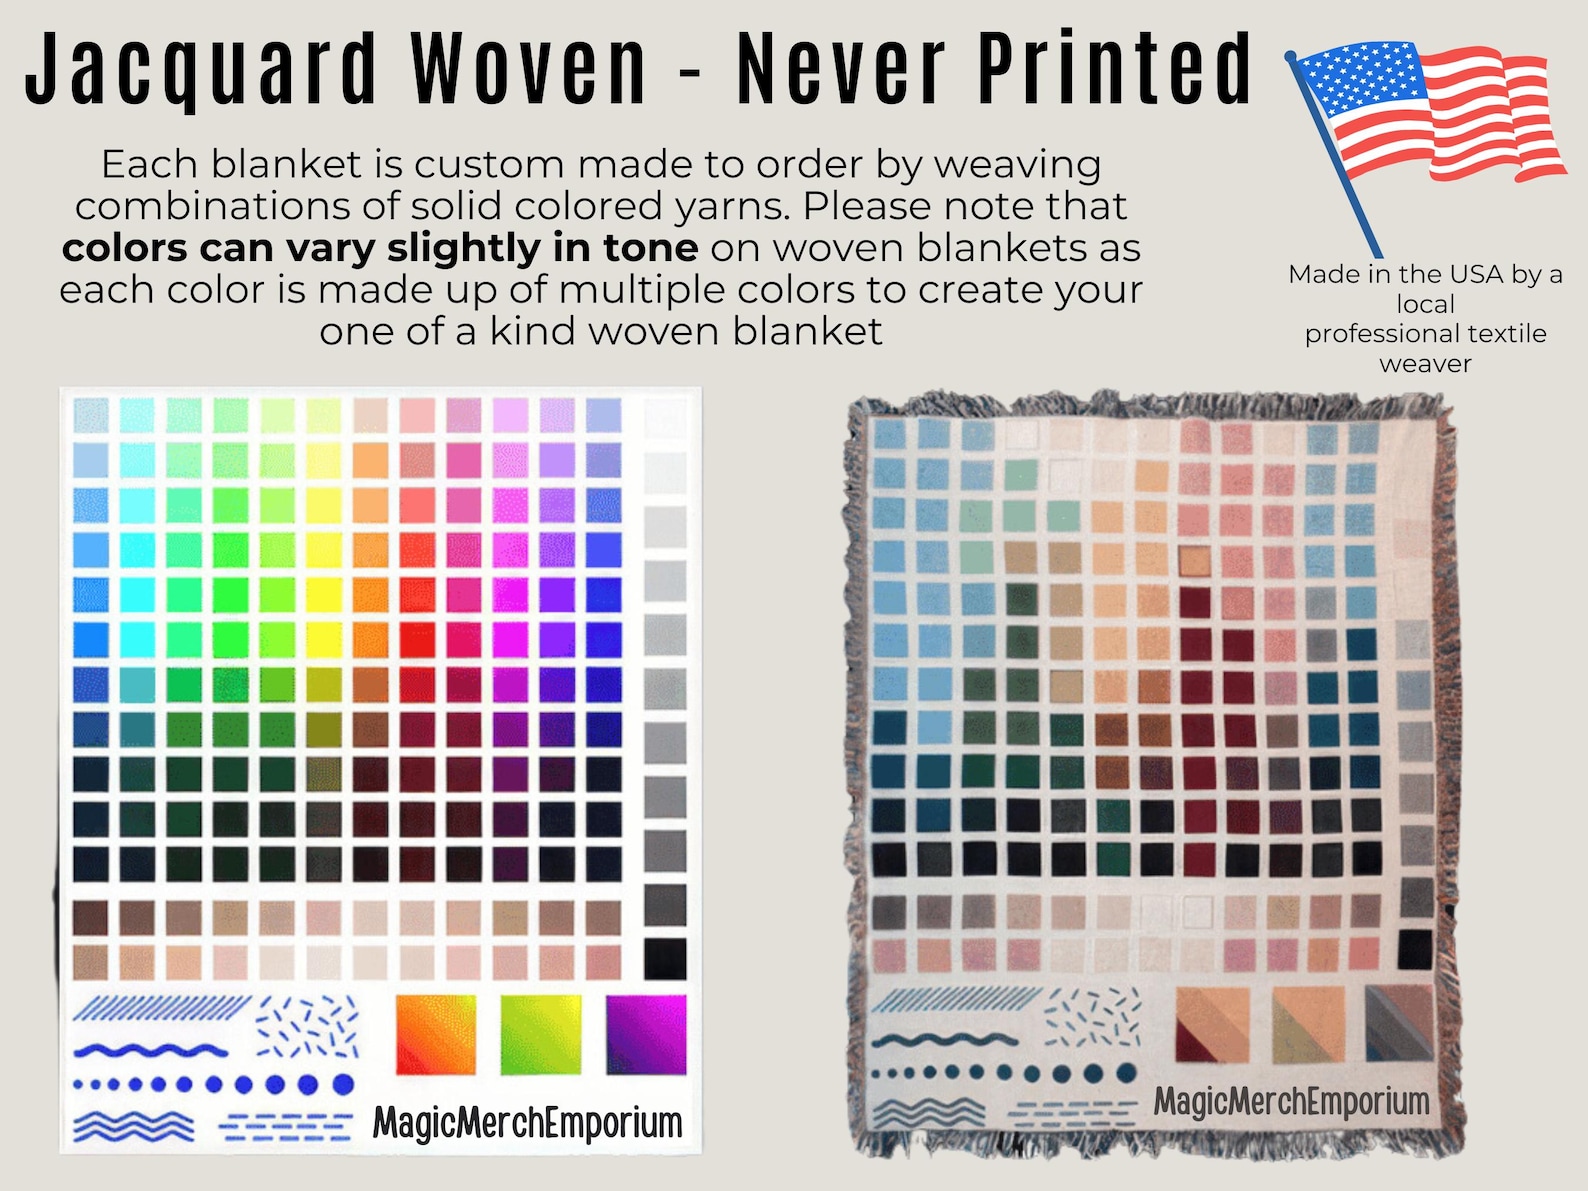 Jacquard Woven - Never Printed
Each blanket is custom made to order by weaving
combinations of solid colored yarns. Please note that
colors can vary slightly in tone on woven blankets as
each color is made up of multiple colors to create your
one of a kind woven blanket
Made in the USA by a
local
professional textile
weaver
MagicMerchEmporium
MagicMerchEmporium